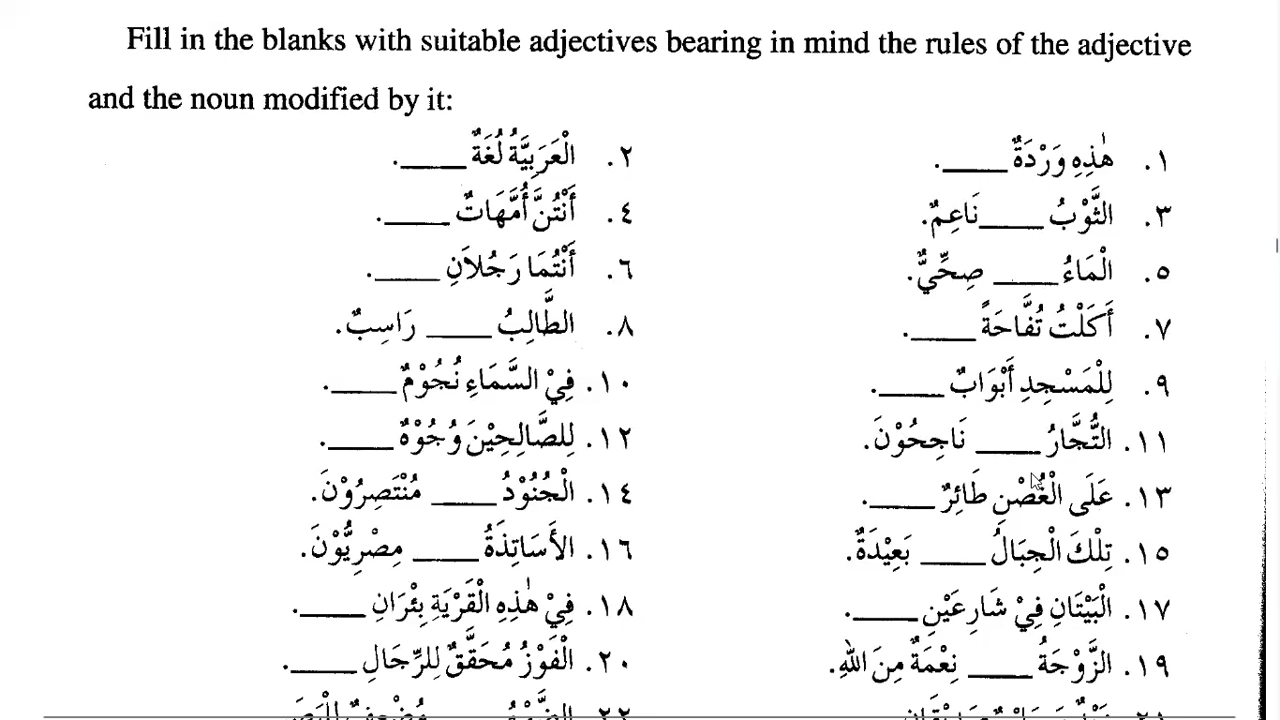 Fill in the blanks with suitable adjectives bearing in mind the rules of the adjective
and the noun modified by it:
١. هٰذِهِ وَرْدَةٌ ____. ٢. الْعَرَبِيَّةُ لُغَةٌ ____.
٣. الثَّوْبُ ____ نَاعِمٌ. ٤. أَنْتُنَّ أُمَّهَاتٌ ____.
٥. الْمَاءُ ____ صِحِّيٌّ. ٦. أَنْتُمَا رَجُلاَنِ ____.
٧. أَكَلْتُ تُفَّاحَةً ____. ٨. الطَّالِبُ ____ رَاسِبٌ.
٩. لِلْمَسْجِدِ أَبْوَابٌ ____. ١٠. فِيْ السَّمَاءِ نُجُوْمٌ ____.
١١. التُّجَّارُ ____ نَاجِحُوْنَ. ١٢. لِلصَّالِحِيْنَ وُجُوْهٌ ____.
١٣. عَلَى الْغُصْنِ طَائِرٌ ____. ١٤. الْجُنُوْدُ ____ مُنْتَصِرُوْنَ.
١٥. تِلْكَ الْجِبَالُ ____ بَعِيْدَةٌ. ١٦. الأَسَاتِذَةُ ____ مِصْرِيُّوْنَ.
١٧. الْبَيْتَانِ فِيْ شَارِعَيْنِ ____. ١٨. فِيْ هٰذِهِ الْقَرْيَةِ بِئْرَانِ ____.
١٩. الزَّوْجَةُ ____ نِعْمَةٌ مِنَ اللهِ. ٢٠. الْفَوْزُ مُحَقَّقٌ لِلرِّجَالِ ____.